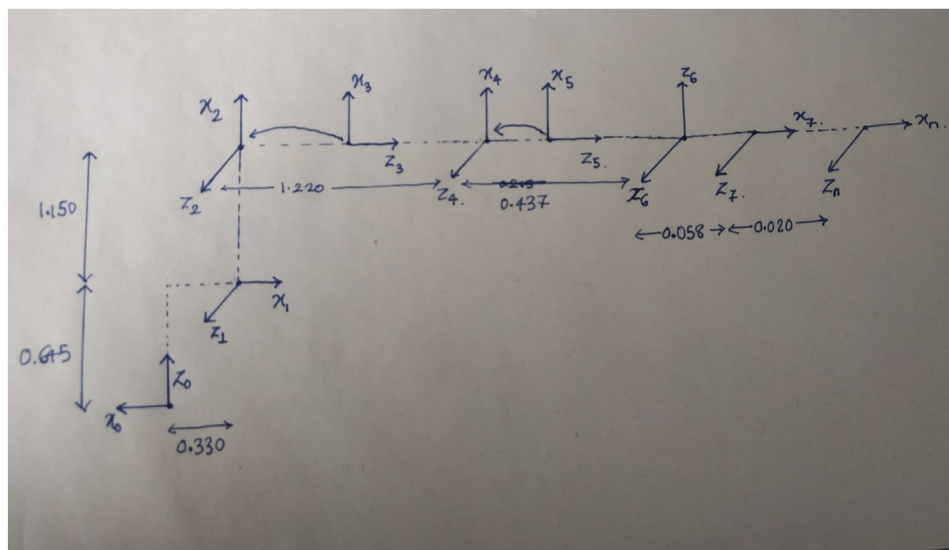 x₂
x₃
x₄
x₅
z₆
x₇.
xₙ.
z₃
z₅.
z₂
1.220
z₄.
0.437
z₇.
zₙ
1.150
0.058
0.020
x₁
z₁
0.645
z₀
x₀
0.330